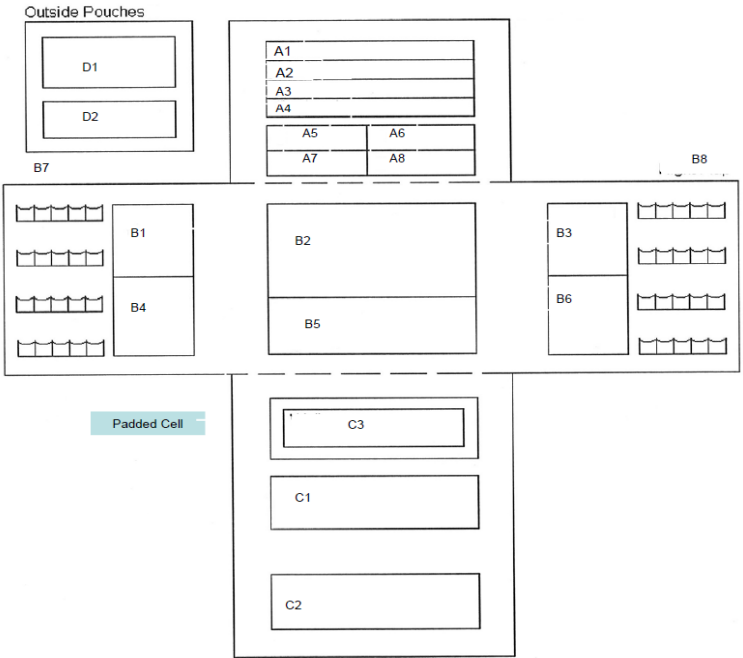 Outside Pouches
D1
D2
A1
A2
A3
A4
A5 A6
A7 A8
B7
B8
B1
B2
B3
B4
B5
B6
Padded Cell
C3
C1
C2